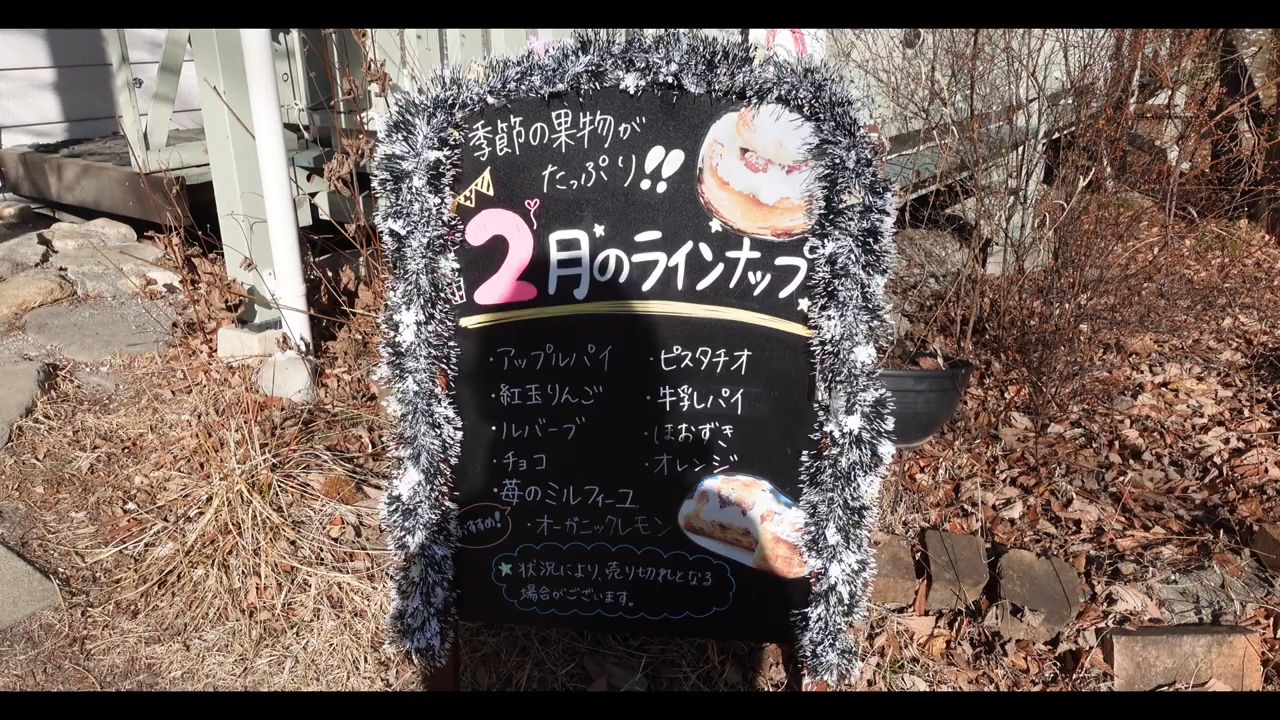 季節の果物が
たっぷり!!
2月のラインナップ
・アップルパイ
・紅玉りんご
・ルバーブ
・チョコ
・苺のミルフィーユ
おすすめ!
・オーガニックレモン
・ピスタチオ
・牛乳パイ
・ほおずき
・オレンジ
★状況により、売り切れとなる
場合がございます。